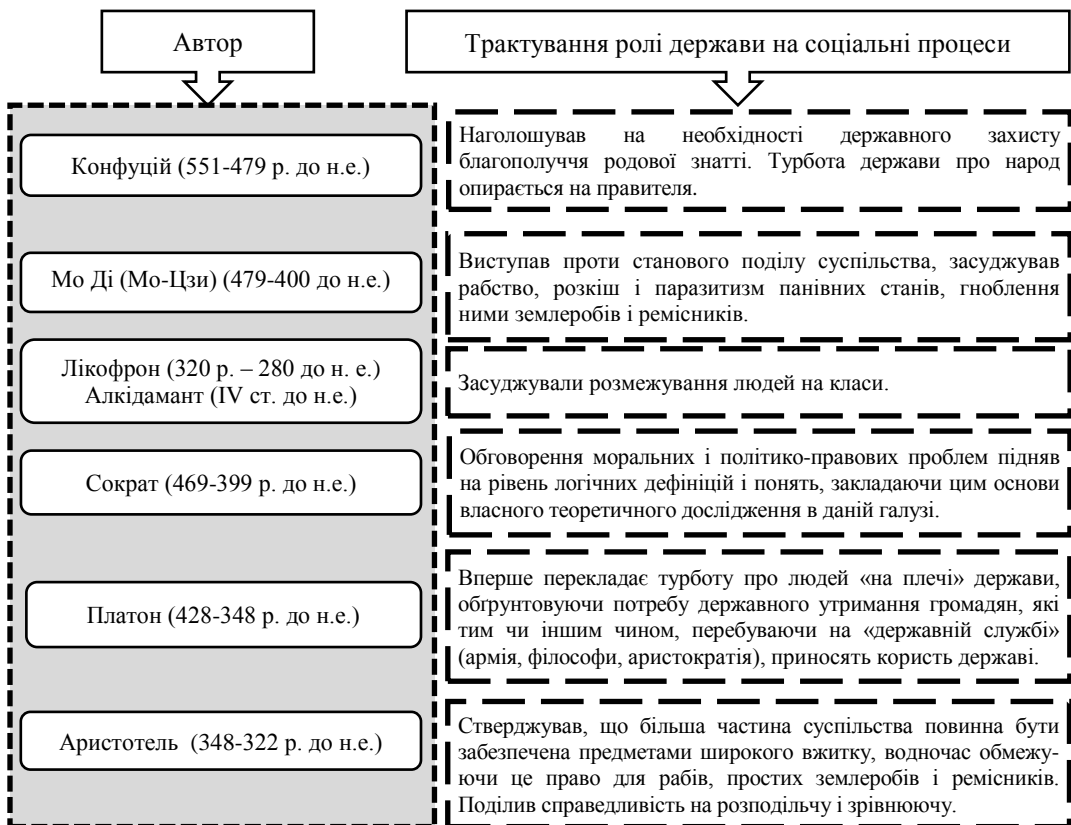 Автор
Трактування ролі держави на соціальні процеси
Конфуцій (551-479 р. до н.е.)
Наголошував на необхідності державного захисту
благополуччя родової знатті. Турбота держави про народ
опирається на правителя.
Мо Ді (Мо-Цзи) (479-400 до н.е.)
Виступав проти станового поділу суспільства, засуджував
рабство, розкіш і паразитизм панівних станів, гноблення
ними землеробів і ремісників.
Лікофрон (320 р. – 280 до н. е.)
Алкідамант (IV ст. до н.е.)
Засуджували розмежування людей на класи.
Сократ (469-399 р. до н.е.)
Обговорення моральних і політико-правових проблем підняв
на рівень логічних дефініцій і понять, закладаючи цим основи
власного теоретичного дослідження в даній галузі.
Платон (428-348 р. до н.е.)
Вперше перекладає турботу про людей «на плечі» держави,
обґрунтовуючи потребу державного утримання громадян, які
тим чи іншим чином, перебуваючи на «державній службі»
(армія, філософи, аристократія), приносять користь державі.
Аристотель (348-322 р. до н.е.)
Стверджував, що більша частина суспільства повинна бути
забезпечена предметами широкого вжитку, водночас обмежу-
ючи це право для рабів, простих землеробів і ремісників.
Поділив справедливість на розподільчу і зрівнюючу.